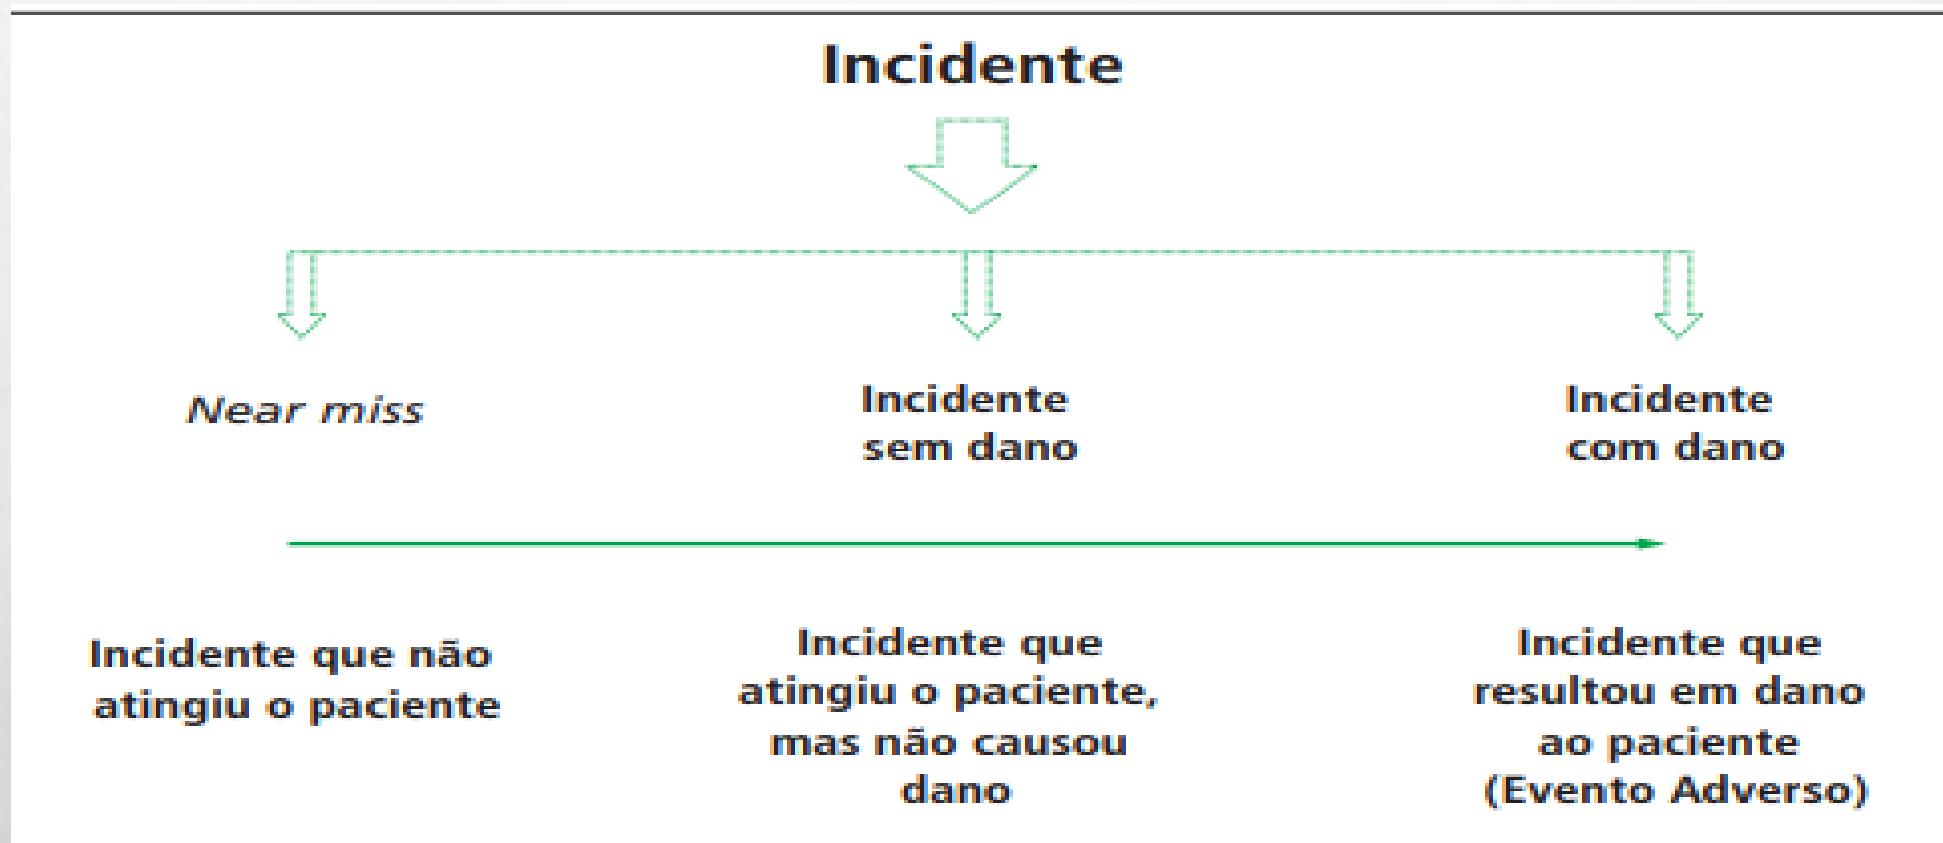 Incidente
Near miss
Incidente
sem dano
Incidente
com dano
Incidente que não
atingiu o paciente
Incidente que
atingiu o paciente,
mas não causou
dano
Incidente que
resultou em dano
ao paciente
(Evento Adverso)